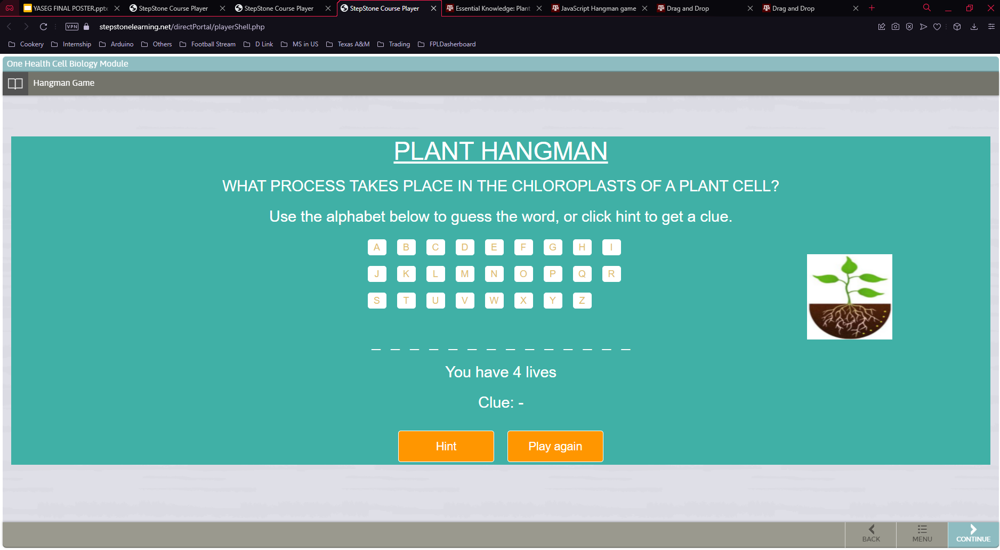 YASEG FINAL POSTER.pptx
StepStone Course Player
StepStone Course Player
StepStone Course Player
Essential Knowledge: Plant
JavaScript Hangman game
Drag and Drop
Drag and Drop
VPN
stepstonelearning.net/directPortal/playerShell.php
Cookery Internship Arduino Others Football Stream D Link MS in US Texas A&M Trading FPLDasherboard
One Health Cell Biology Module
Hangman Game
PLANT HANGMAN
WHAT PROCESS TAKES PLACE IN THE CHLOROPLASTS OF A PLANT CELL?
Use the alphabet below to guess the word, or click hint to get a clue.
A B C D E F G H I
J K L M N O P Q R
S T U V W X Y Z
_ _ _ _ _ _ _ _ _ _ _ _ _ _
You have 4 lives
Clue: -
Hint Play again
BACK MENU CONTINUE